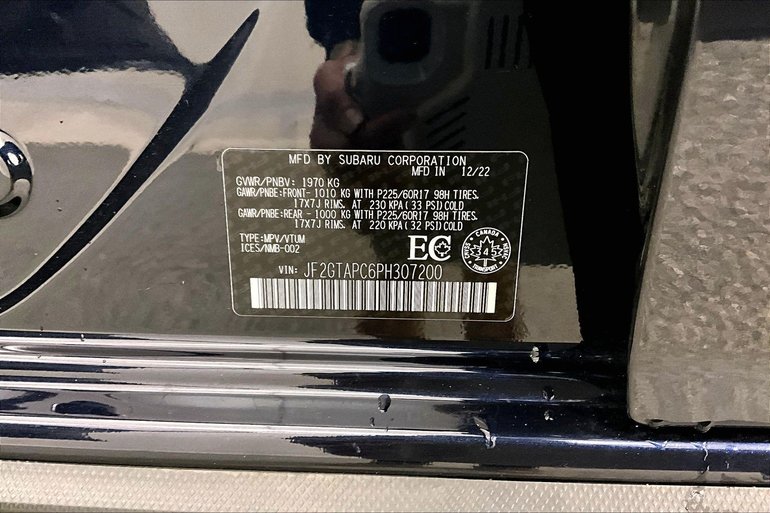 MFD BY SUBARU CORPORATION
MFD IN 12/22
GVWR/PNBV: 1970 KG
GAWR/PNBE:FRONT- 1010 KG WITH P225/60R17 98H TIRES.
17X7J RIMS. AT 230 KPA(33 PSI)COLD
GAWR/PNBE:REAR - 1000 KG WITH P225/60R17 98H TIRES.
17X7J RIMS. AT 220 KPA(32 PSI)COLD
TYPE:MPV/VTUM
ICES/NMB-002
EC
CANADA
4
TRANSPORT
VIN: JF2GTAPC6PH307200